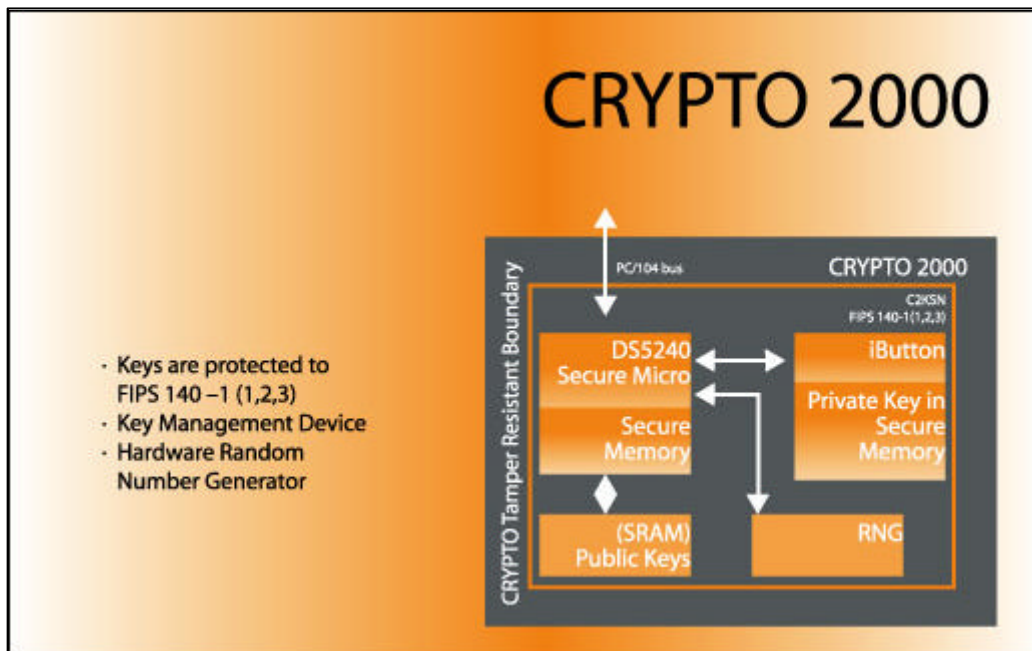 CRYPTO 2000
· Keys are protected to
FIPS 140 –1 (1,2,3)
· Key Management Device
· Hardware Random
Number Generator
CRYPTO Tamper Resistant Boundary
PC/104 bus
CRYPTO 2000
C2KSN
FIPS 140-1(1,2,3)
DS5240
Secure Micro
Secure
Memory
iButton
Private Key in
Secure
Memory
(SRAM)
Public Keys
RNG